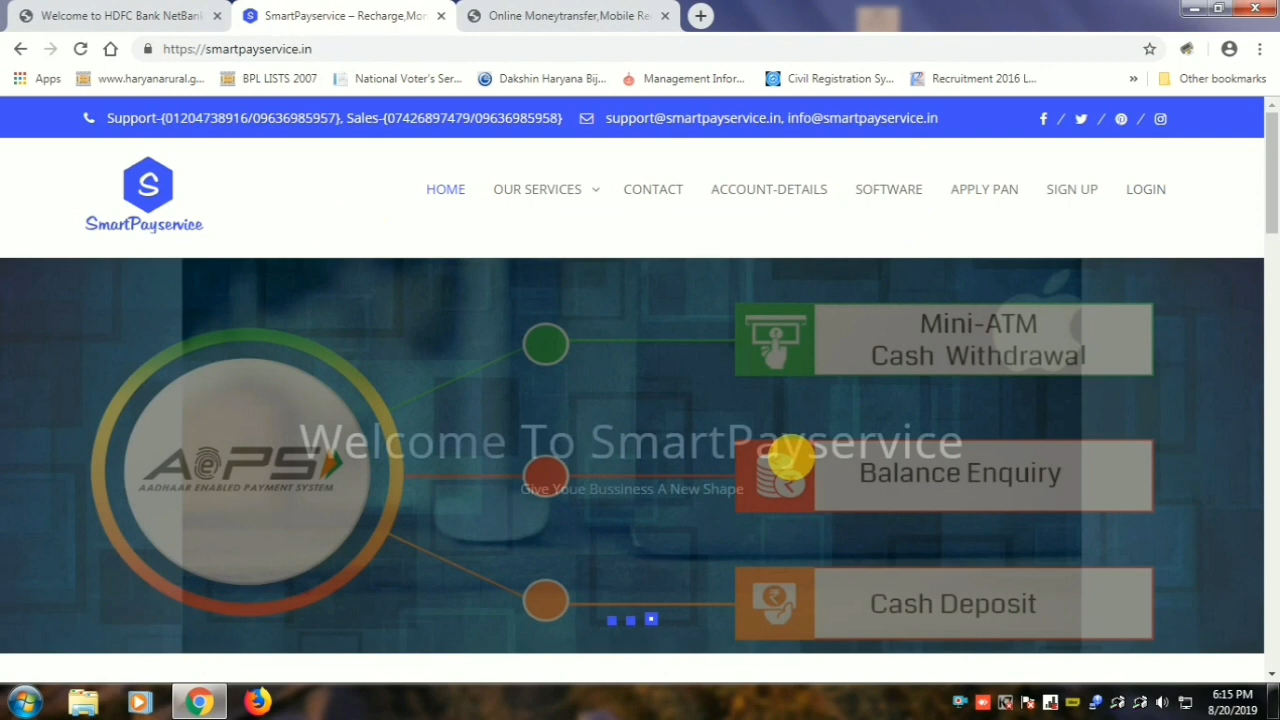 Welcome to HDFC Bank NetBank
SmartPayservice – Recharge,Mor
Online Moneytransfer,Mobile Re
https://smartpayservice.in
Apps
www.haryanarural.g...
BPL LISTS 2007
National Voter's Ser...
Dakshin Haryana Bij...
Management Infor...
Civil Registration Sy...
Recruitment 2016 L...
»
Other bookmarks
Support-{01204738916/09636985957}, Sales-{07426897479/09636985958}
support@smartpayservice.in, info@smartpayservice.in
S
SmartPayservice
HOME
OUR SERVICES
CONTACT
ACCOUNT-DETAILS
SOFTWARE
APPLY PAN
SIGN UP
LOGIN
Mini-ATM
Cash Withdrawal
Welcome To SmartPayservice
AePS
AADHAAR ENABLED PAYMENT SYSTEM
Balance Enquiry
Give Youe Bussiness A New Shape
Cash Deposit
6:15 PM
8/20/2019